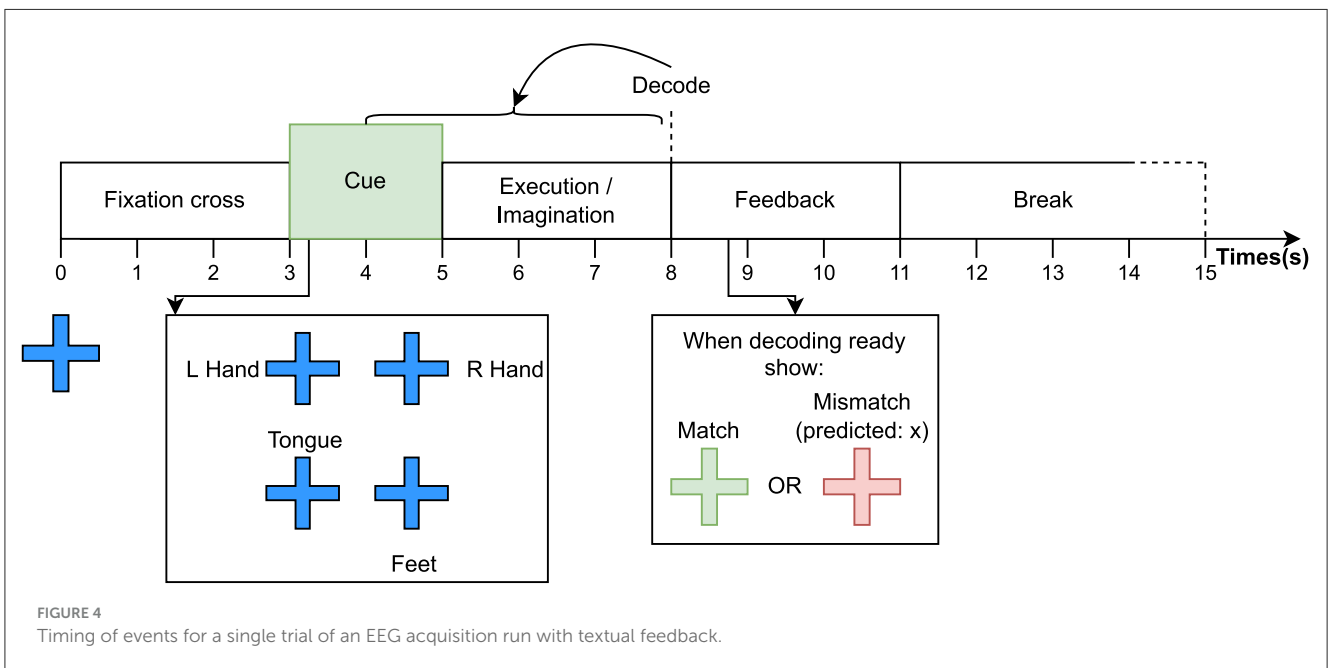 Decode
Cue
Fixation cross
Execution /
Imagination
Feedback
Break
0 1 2 3 4 5 6 7 8 9 10 11 12 13 14 15
Times(s)
L Hand
R Hand
Tongue
Feet
When decoding ready
show:
Match
Mismatch
(predicted: x)
OR
FIGURE 4
Timing of events for a single trial of an EEG acquisition run with textual feedback.